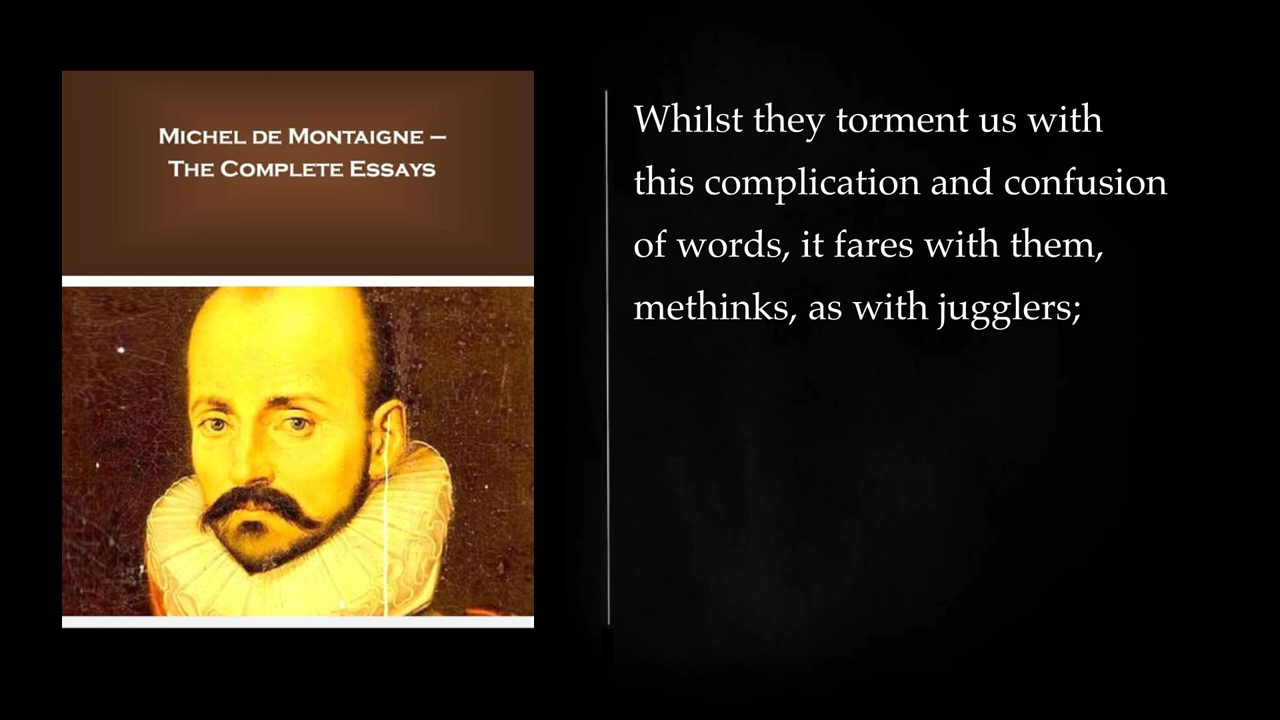 Michel de Montaigne –
The Complete Essays
Whilst they torment us with
this complication and confusion
of words, it fares with them,
methinks, as with jugglers;